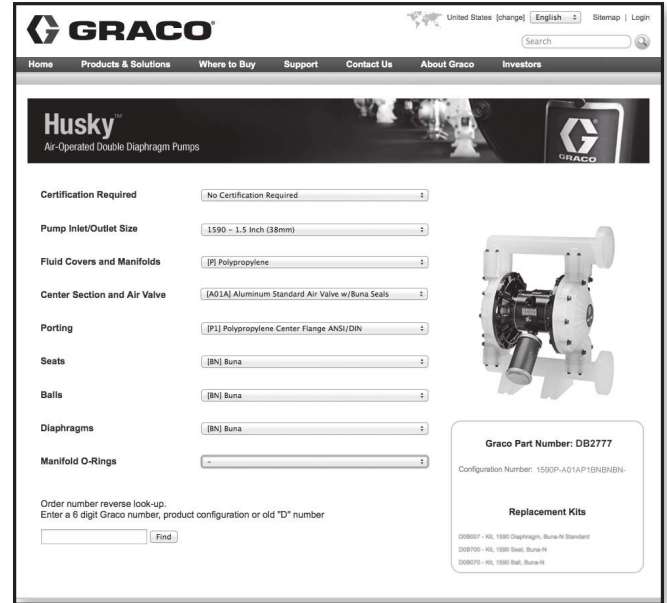 GRACO
United States [change] English Sitemap | Login
Search
Home Products & Solutions Where to Buy Support Contact Us About Graco Investors
Husky™
Air-Operated Double Diaphragm Pumps
GRACO
Certification Required No Certification Required
Pump Inlet/Outlet Size 1590 – 1.5 Inch (38mm)
Fluid Covers and Manifolds [P] Polypropylene
Center Section and Air Valve [A01A] Aluminum Standard Air Valve w/Buna Seals
Porting [P1] Polypropylene Center Flange ANSI/DIN
Seats [BN] Buna
Balls [BN] Buna
Diaphragms [BN] Buna
Manifold O-Rings –
Graco Part Number: DB2777
Configuration Number: 1590P-A01AP1BNBNBN-
Replacement Kits
D0B007 - Kit, 1590 Diaphragm, Buna-N Standard
D0B700 - Kit, 1590 Seat, Buna-N
D0B070 - Kit, 1590 Ball, Buna-N
Order number reverse look-up.
Enter a 6 digit Graco number, product configuration or old "D" number
Find